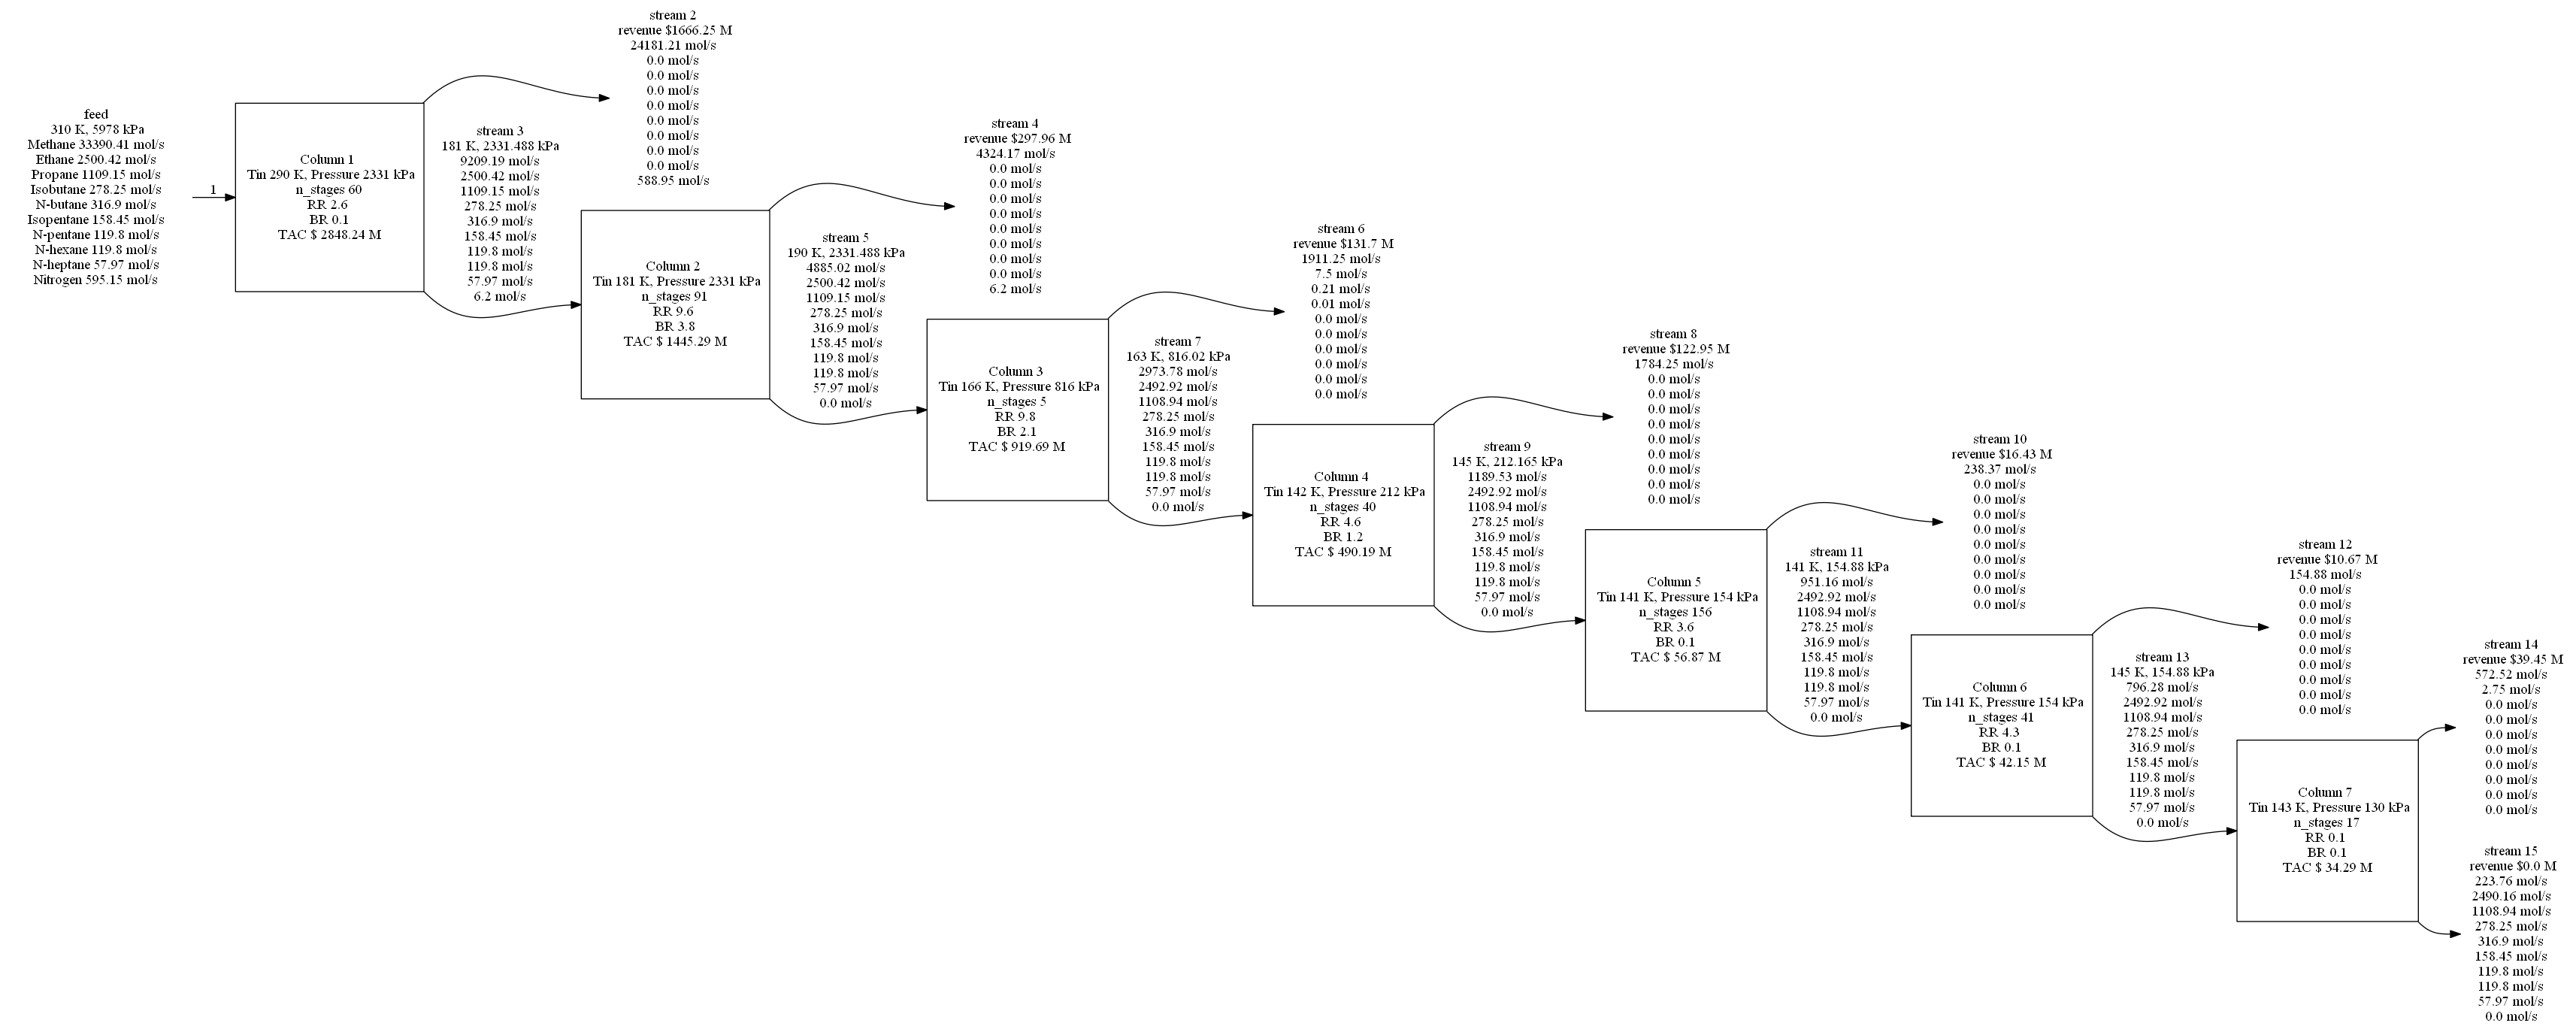 feed
310 K, 5978 kPa
Methane 33390.41 mol/s
Ethane 2500.42 mol/s
Propane 1109.15 mol/s
Isobutane 278.25 mol/s
N-butane 316.9 mol/s
Isopentane 158.45 mol/s
N-pentane 119.8 mol/s
N-hexane 119.8 mol/s
N-heptane 57.97 mol/s
Nitrogen 595.15 mol/s
1
Column 1
Tin 290 K, Pressure 2331 kPa
n_stages 60
RR 2.6
BR 0.1
TAC $ 2848.24 M
stream 2
revenue $1666.25 M
24181.21 mol/s
0.0 mol/s
0.0 mol/s
0.0 mol/s
0.0 mol/s
0.0 mol/s
0.0 mol/s
0.0 mol/s
0.0 mol/s
588.95 mol/s
stream 3
181 K, 2331.488 kPa
9209.19 mol/s
2500.42 mol/s
1109.15 mol/s
278.25 mol/s
316.9 mol/s
158.45 mol/s
119.8 mol/s
119.8 mol/s
57.97 mol/s
6.2 mol/s
Column 2
Tin 181 K, Pressure 2331 kPa
n_stages 91
RR 9.6
BR 3.8
TAC $ 1445.29 M
stream 4
revenue $297.96 M
4324.17 mol/s
0.0 mol/s
0.0 mol/s
0.0 mol/s
0.0 mol/s
0.0 mol/s
0.0 mol/s
0.0 mol/s
0.0 mol/s
6.2 mol/s
stream 5
190 K, 2331.488 kPa
4885.02 mol/s
2500.42 mol/s
1109.15 mol/s
278.25 mol/s
316.9 mol/s
158.45 mol/s
119.8 mol/s
119.8 mol/s
57.97 mol/s
0.0 mol/s
Column 3
Tin 166 K, Pressure 816 kPa
n_stages 5
RR 9.8
BR 2.1
TAC $ 919.69 M
stream 6
revenue $131.7 M
1911.25 mol/s
7.5 mol/s
0.21 mol/s
0.01 mol/s
0.0 mol/s
0.0 mol/s
0.0 mol/s
0.0 mol/s
0.0 mol/s
0.0 mol/s
stream 7
163 K, 816.02 kPa
2973.78 mol/s
2492.92 mol/s
1108.94 mol/s
278.25 mol/s
316.9 mol/s
158.45 mol/s
119.8 mol/s
119.8 mol/s
57.97 mol/s
0.0 mol/s
Column 4
Tin 142 K, Pressure 212 kPa
n_stages 40
RR 4.6
BR 1.2
TAC $ 490.19 M
stream 8
revenue $122.95 M
1784.25 mol/s
0.0 mol/s
0.0 mol/s
0.0 mol/s
0.0 mol/s
0.0 mol/s
0.0 mol/s
0.0 mol/s
0.0 mol/s
0.0 mol/s
stream 9
145 K, 212.165 kPa
1189.53 mol/s
2492.92 mol/s
1108.94 mol/s
278.25 mol/s
316.9 mol/s
158.45 mol/s
119.8 mol/s
119.8 mol/s
57.97 mol/s
0.0 mol/s
Column 5
Tin 141 K, Pressure 154 kPa
n_stages 156
RR 3.6
BR 0.1
TAC $ 56.87 M
stream 10
revenue $16.43 M
238.37 mol/s
0.0 mol/s
0.0 mol/s
0.0 mol/s
0.0 mol/s
0.0 mol/s
0.0 mol/s
0.0 mol/s
0.0 mol/s
0.0 mol/s
stream 11
141 K, 154.88 kPa
951.16 mol/s
2492.92 mol/s
1108.94 mol/s
278.25 mol/s
316.9 mol/s
158.45 mol/s
119.8 mol/s
119.8 mol/s
57.97 mol/s
0.0 mol/s
Column 6
Tin 141 K, Pressure 154 kPa
n_stages 41
RR 4.3
BR 0.1
TAC $ 42.15 M
stream 12
revenue $10.67 M
154.88 mol/s
0.0 mol/s
0.0 mol/s
0.0 mol/s
0.0 mol/s
0.0 mol/s
0.0 mol/s
0.0 mol/s
0.0 mol/s
0.0 mol/s
stream 13
145 K, 154.88 kPa
796.28 mol/s
2492.92 mol/s
1108.94 mol/s
278.25 mol/s
316.9 mol/s
158.45 mol/s
119.8 mol/s
119.8 mol/s
57.97 mol/s
0.0 mol/s
Column 7
Tin 143 K, Pressure 130 kPa
n_stages 17
RR 0.1
BR 0.1
TAC $ 34.29 M
stream 14
revenue $39.45 M
572.52 mol/s
2.75 mol/s
0.0 mol/s
0.0 mol/s
0.0 mol/s
0.0 mol/s
0.0 mol/s
0.0 mol/s
0.0 mol/s
0.0 mol/s
stream 15
revenue $0.0 M
223.76 mol/s
2490.16 mol/s
1108.94 mol/s
278.25 mol/s
316.9 mol/s
158.45 mol/s
119.8 mol/s
119.8 mol/s
57.97 mol/s
0.0 mol/s